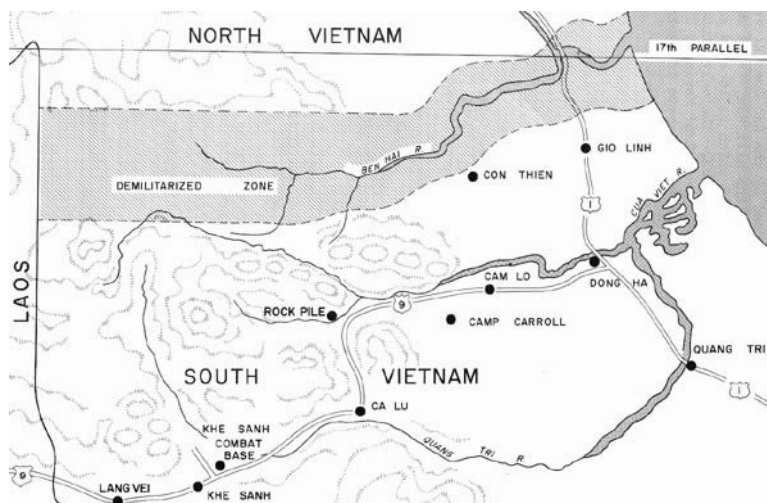 NORTH VIETNAM
17th PARALLEL
BEN HAI R.
GIO LINH
CON THIEN
DEMILITARIZED ZONE
CUA VIET R.
1
LAOS
CAM LO
DONG HA
9
ROCK PILE
CAMP CARROLL
QUANG TRI
SOUTH VIETNAM
1
CA LU
KHE SANH
COMBAT
BASE
QUANG TRI R.
9
LANG VEI
KHE SANH